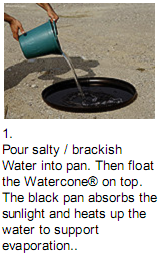 1.
Pour salty / brackish
Water into pan. Then float
the Watercone® on top.
The black pan absorbs the
sunlight and heats up the
water to support
evaporation..